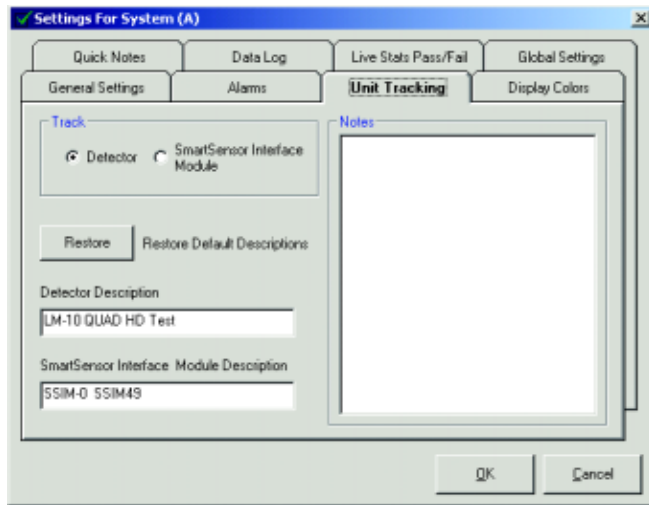 Settings For System (A)
Quick Notes
Data Log
Live Stats Pass/Fail
Global Settings
General Settings
Alarms
Unit Tracking
Display Colors
Track
Detector
SmartSensor Interface
Module
Notes
Restore
Restore Default Descriptions
Detector Description
LM-10 QUAD HD Test
SmartSensor Interface Module Description
SSIM-0 SSIM49
OK
Cancel